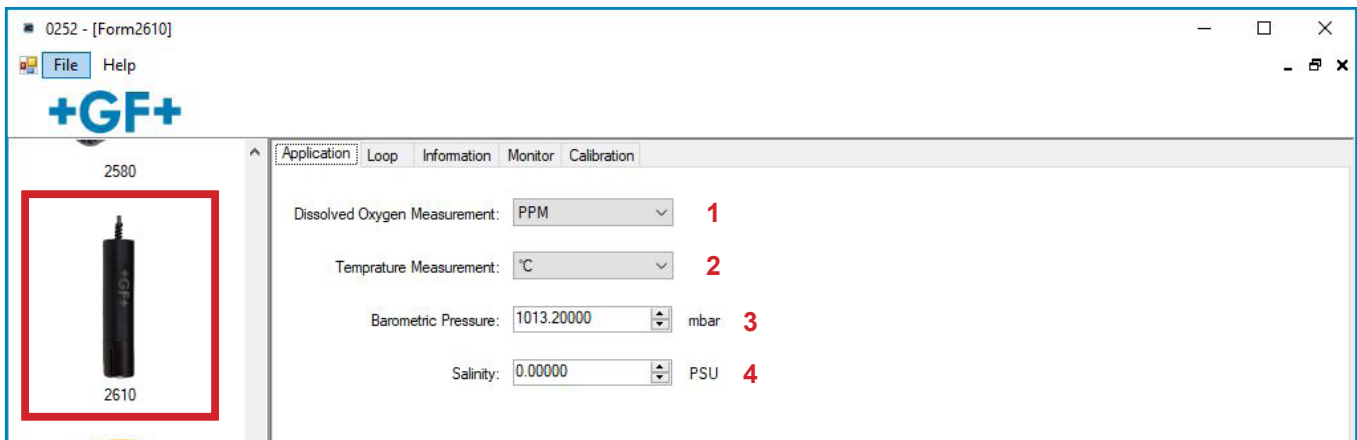 0252 - [Form2610]
File Help
+GF+
2580
+GF+
2610
Application Loop Information Monitor Calibration
Dissolved Oxygen Measurement: PPM 1
Temprature Measurement: °C 2
Barometric Pressure: 1013.20000 mbar 3
Salinity: 0.00000 PSU 4